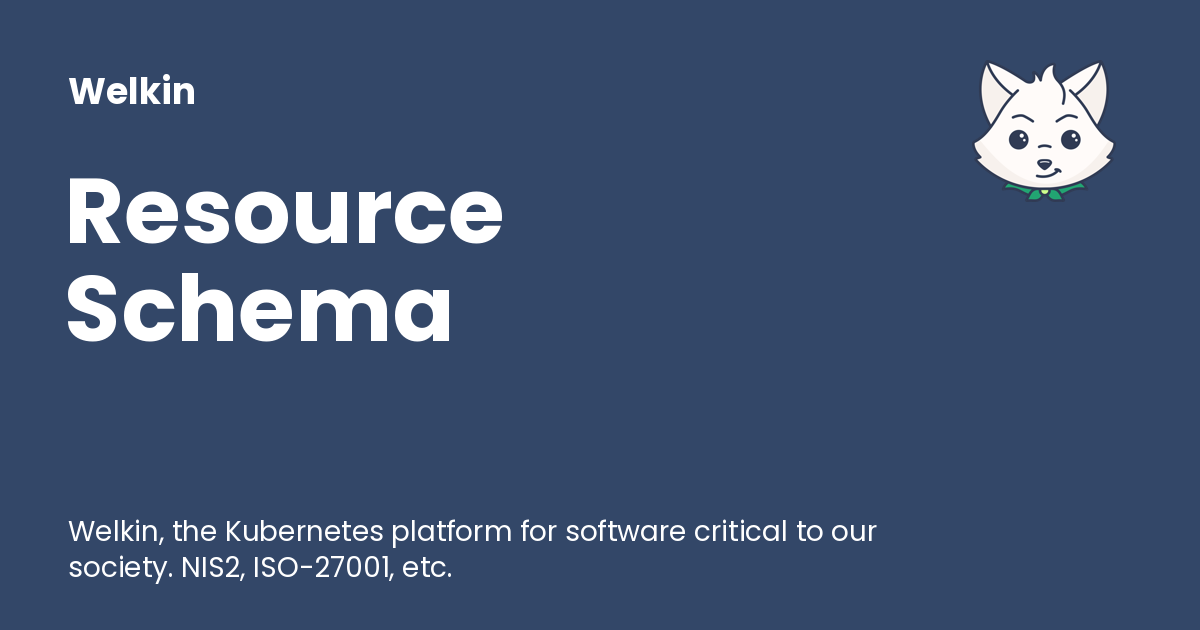 Welkin
Resource
Schema
Welkin, the Kubernetes platform for software critical to our
society. NIS2, ISO-27001, etc.